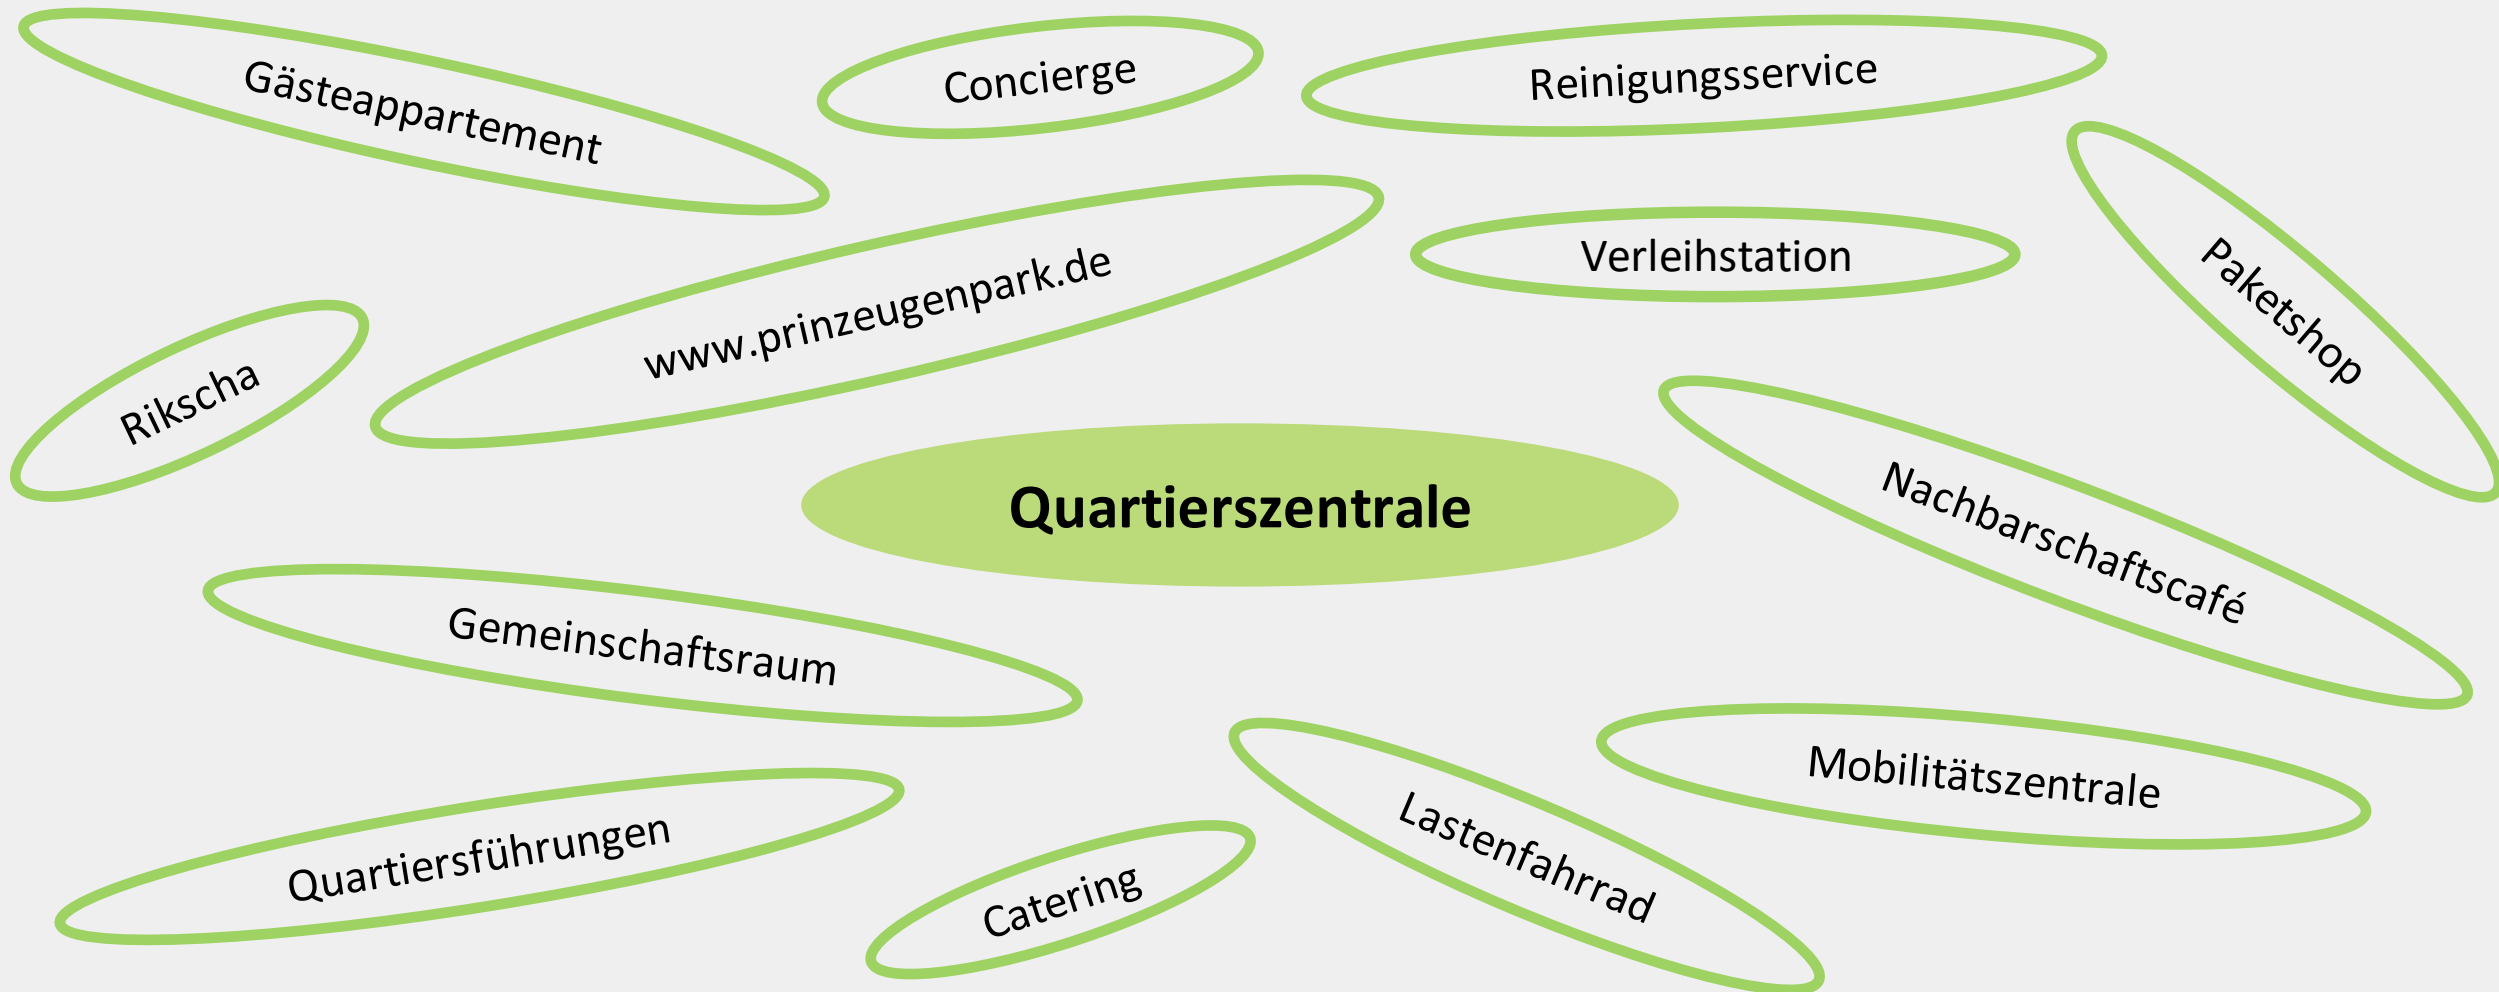 Gästeappartement
Concierge
Reinigungsservice
www.prinzeugenpark.de
Verleihstation
Paketshop
Rikscha
Quartierszentrale
Nachbarschaftscafé
Gemeinschaftsraum
Mobilitätszentrale
Quartiersführungen
Catering
Lastenfahrrad